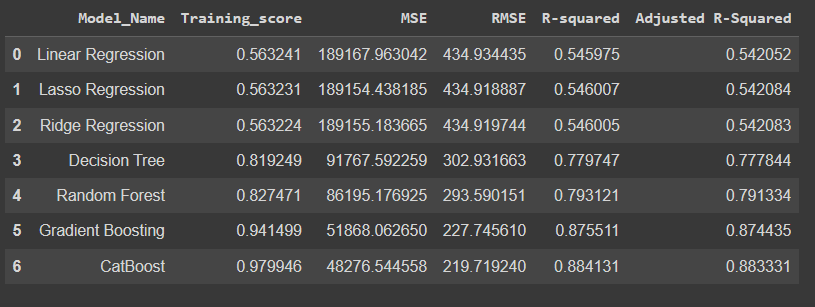 Model_Name Training_score MSE RMSE R-squared Adjusted R-Squared
0 Linear Regression 0.563241 189167.963042 434.934435 0.545975 0.542052
1 Lasso Regression 0.563231 189154.438185 434.918887 0.546007 0.542084
2 Ridge Regression 0.563224 189155.183665 434.919744 0.546005 0.542083
3 Decision Tree 0.819249 91767.592259 302.931663 0.779747 0.777844
4 Random Forest 0.827471 86195.176925 293.590151 0.793121 0.791334
5 Gradient Boosting 0.941499 51868.062650 227.745610 0.875511 0.874435
6 CatBoost 0.979946 48276.544558 219.719240 0.884131 0.883331